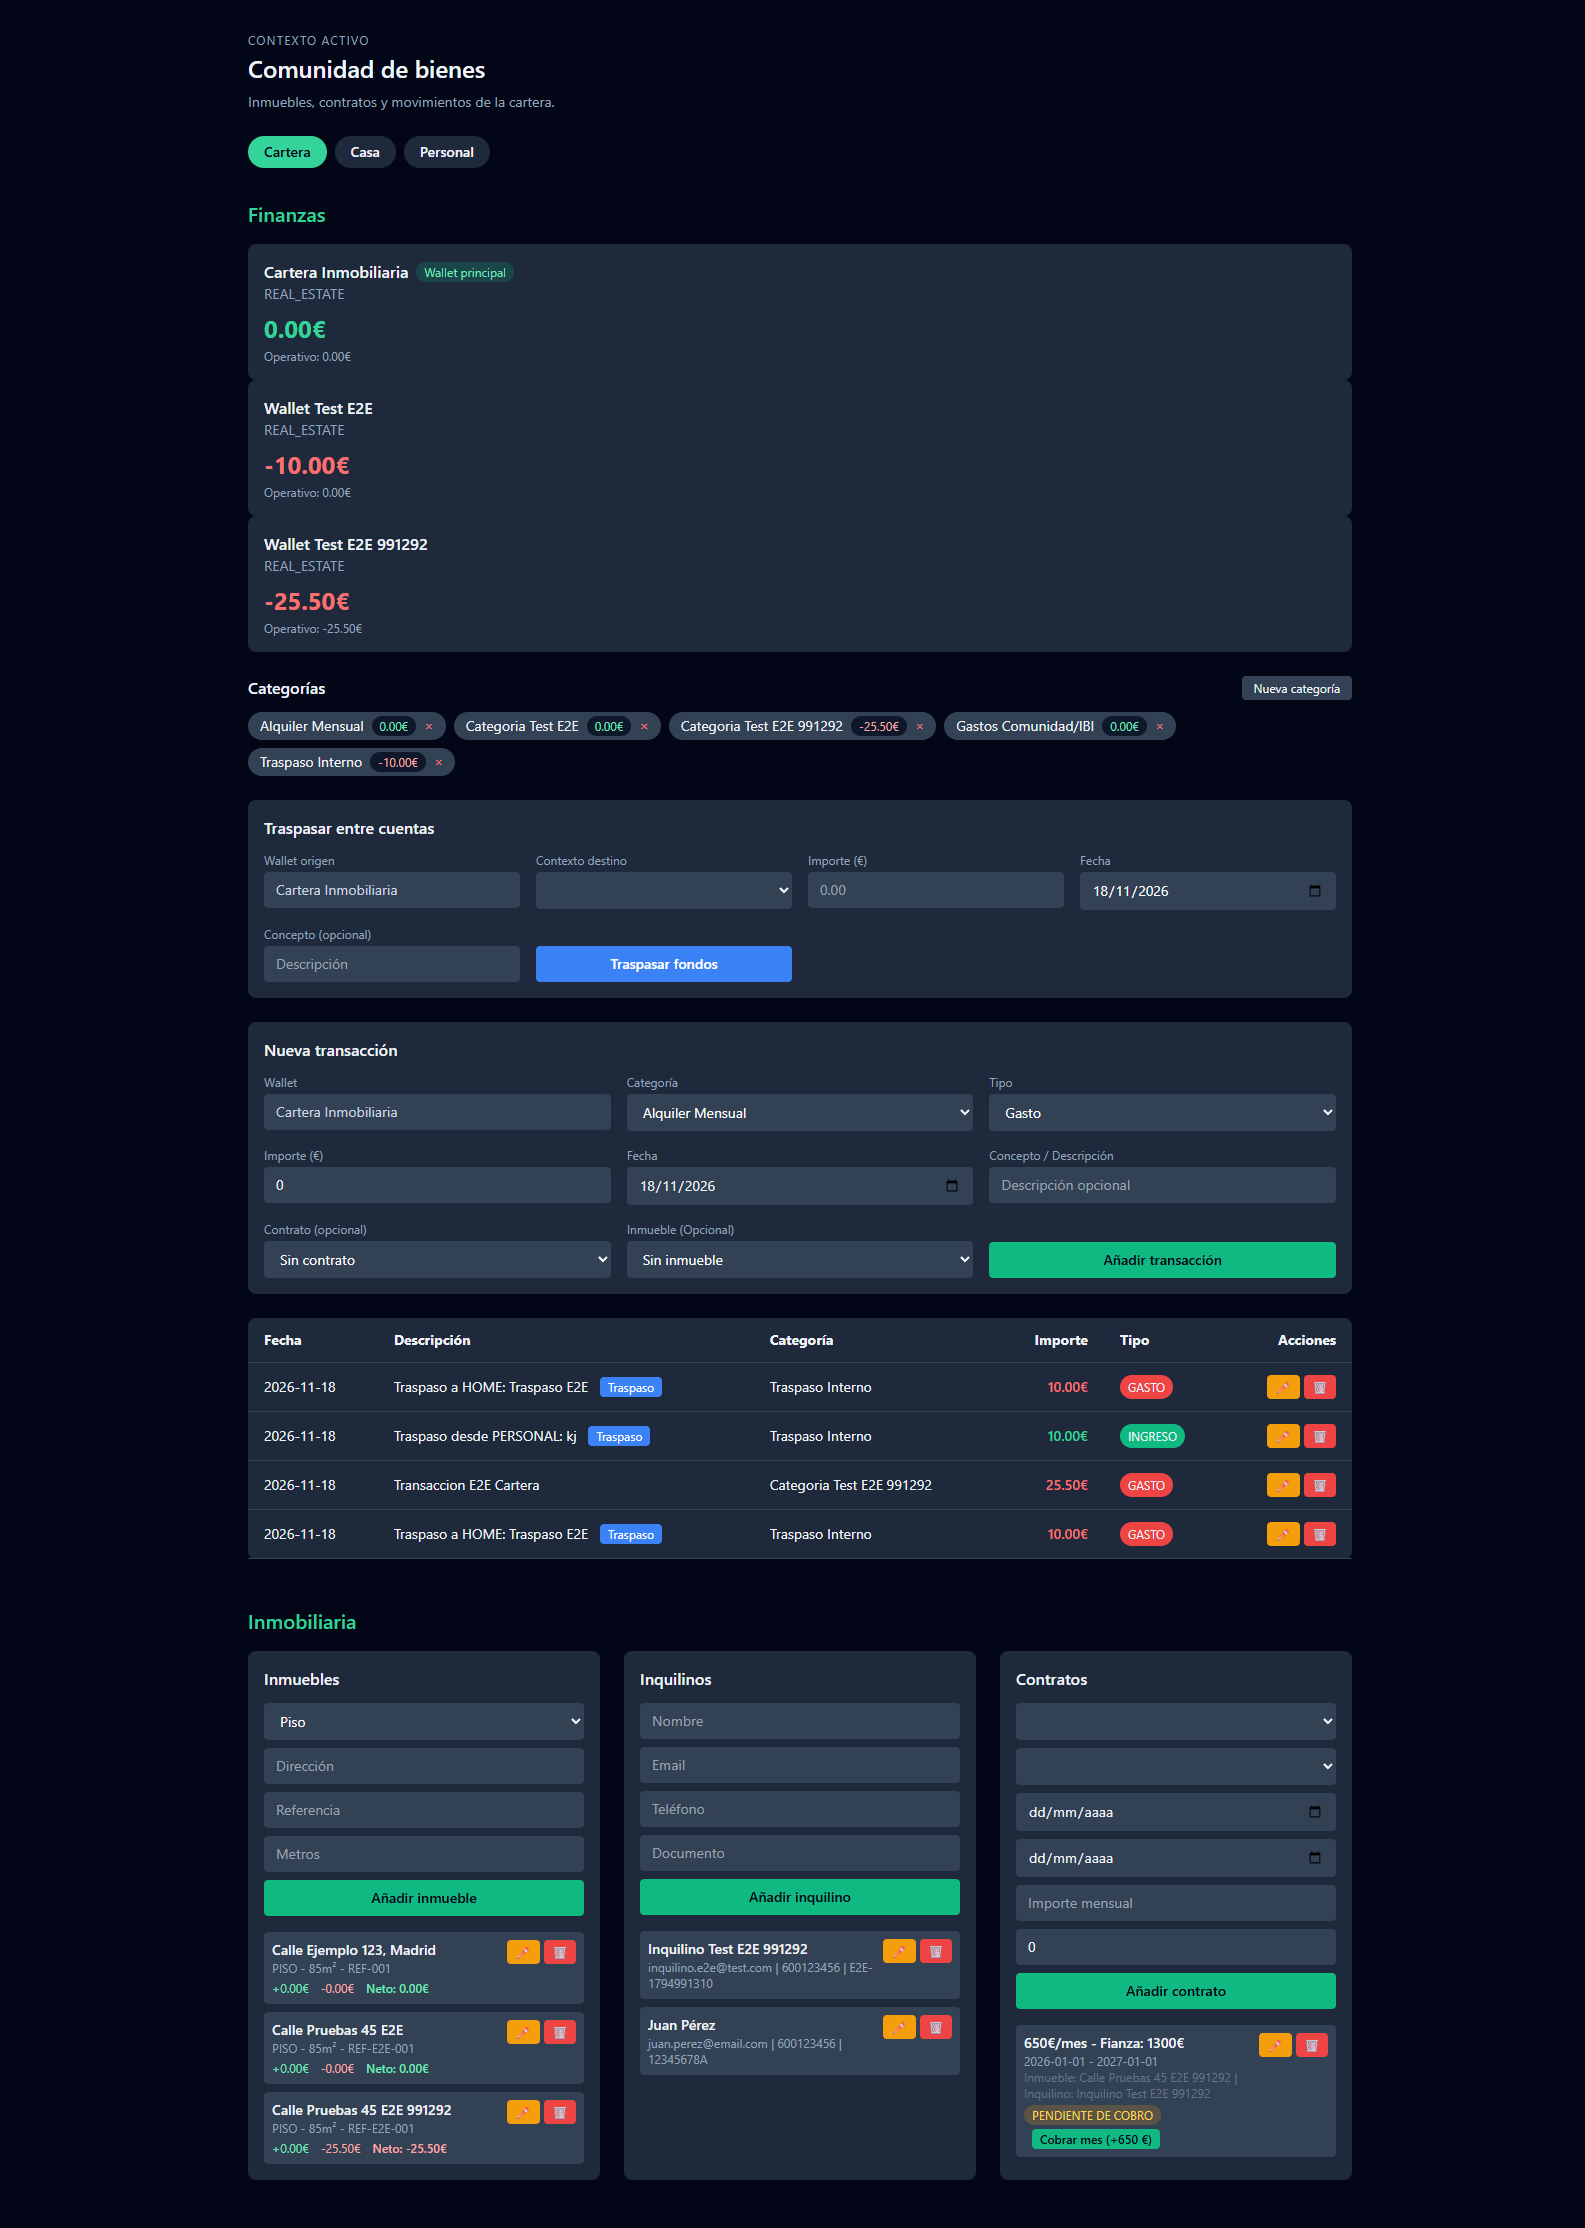 CONTEXTO ACTIVO
Comunidad de bienes
Inmuebles, contratos y movimientos de la cartera.
Cartera Casa Personal
Finanzas
Cartera Inmobiliaria Wallet principal
REAL_ESTATE
0.00€
Operativo: 0.00€
Wallet Test E2E
REAL_ESTATE
-10.00€
Operativo: 0.00€
Wallet Test E2E 991292
REAL_ESTATE
-25.50€
Operativo: -25.50€
Categorías Nueva categoría
Alquiler Mensual 0.00€ × Categoria Test E2E 0.00€ × Categoria Test E2E 991292 -25.50€ × Gastos Comunidad/IBI 0.00€ ×
Traspaso Interno -10.00€ ×
Traspasar entre cuentas
Wallet origen Contexto destino Importe (€) Fecha
Cartera Inmobiliaria 0.00 18/11/2026
Concepto (opcional)
Descripción Traspasar fondos
Nueva transacción
Wallet Categoría Tipo
Cartera Inmobiliaria Alquiler Mensual Gasto
Importe (€) Fecha Concepto / Descripción
0 18/11/2026 Descripción opcional
Contrato (opcional) Inmueble (Opcional)
Sin contrato Sin inmueble Añadir transacción
Fecha Descripción Categoría Importe Tipo Acciones
2026-11-18 Traspaso a HOME: Traspaso E2E Traspaso Traspaso Interno 10.00€ GASTO
2026-11-18 Traspaso desde PERSONAL: kj Traspaso Traspaso Interno 10.00€ INGRESO
2026-11-18 Transaccion E2E Cartera Categoria Test E2E 991292 25.50€ GASTO
2026-11-18 Traspaso a HOME: Traspaso E2E Traspaso Traspaso Interno 10.00€ GASTO
Inmobiliaria
Inmuebles
Piso
Dirección
Referencia
Metros
Añadir inmueble
Calle Ejemplo 123, Madrid
PISO - 85m² - REF-001
+0.00€ -0.00€ Neto: 0.00€
Calle Pruebas 45 E2E
PISO - 85m² - REF-E2E-001
+0.00€ -0.00€ Neto: 0.00€
Calle Pruebas 45 E2E 991292
PISO - 85m² - REF-E2E-001
+0.00€ -25.50€ Neto: -25.50€
Inquilinos
Nombre
Email
Teléfono
Documento
Añadir inquilino
Inquilino Test E2E 991292
inquilino.e2e@test.com | 600123456 | E2E-
1794991310
Juan Pérez
juan.perez@email.com | 600123456 |
12345678A
Contratos
dd/mm/aaaa
dd/mm/aaaa
Importe mensual
0
Añadir contrato
650€/mes - Fianza: 1300€
2026-01-01 - 2027-01-01
Inmueble: Calle Pruebas 45 E2E 991292 |
Inquilino: Inquilino Test E2E 991292
PENDIENTE DE COBRO
Cobrar mes (+650 €)